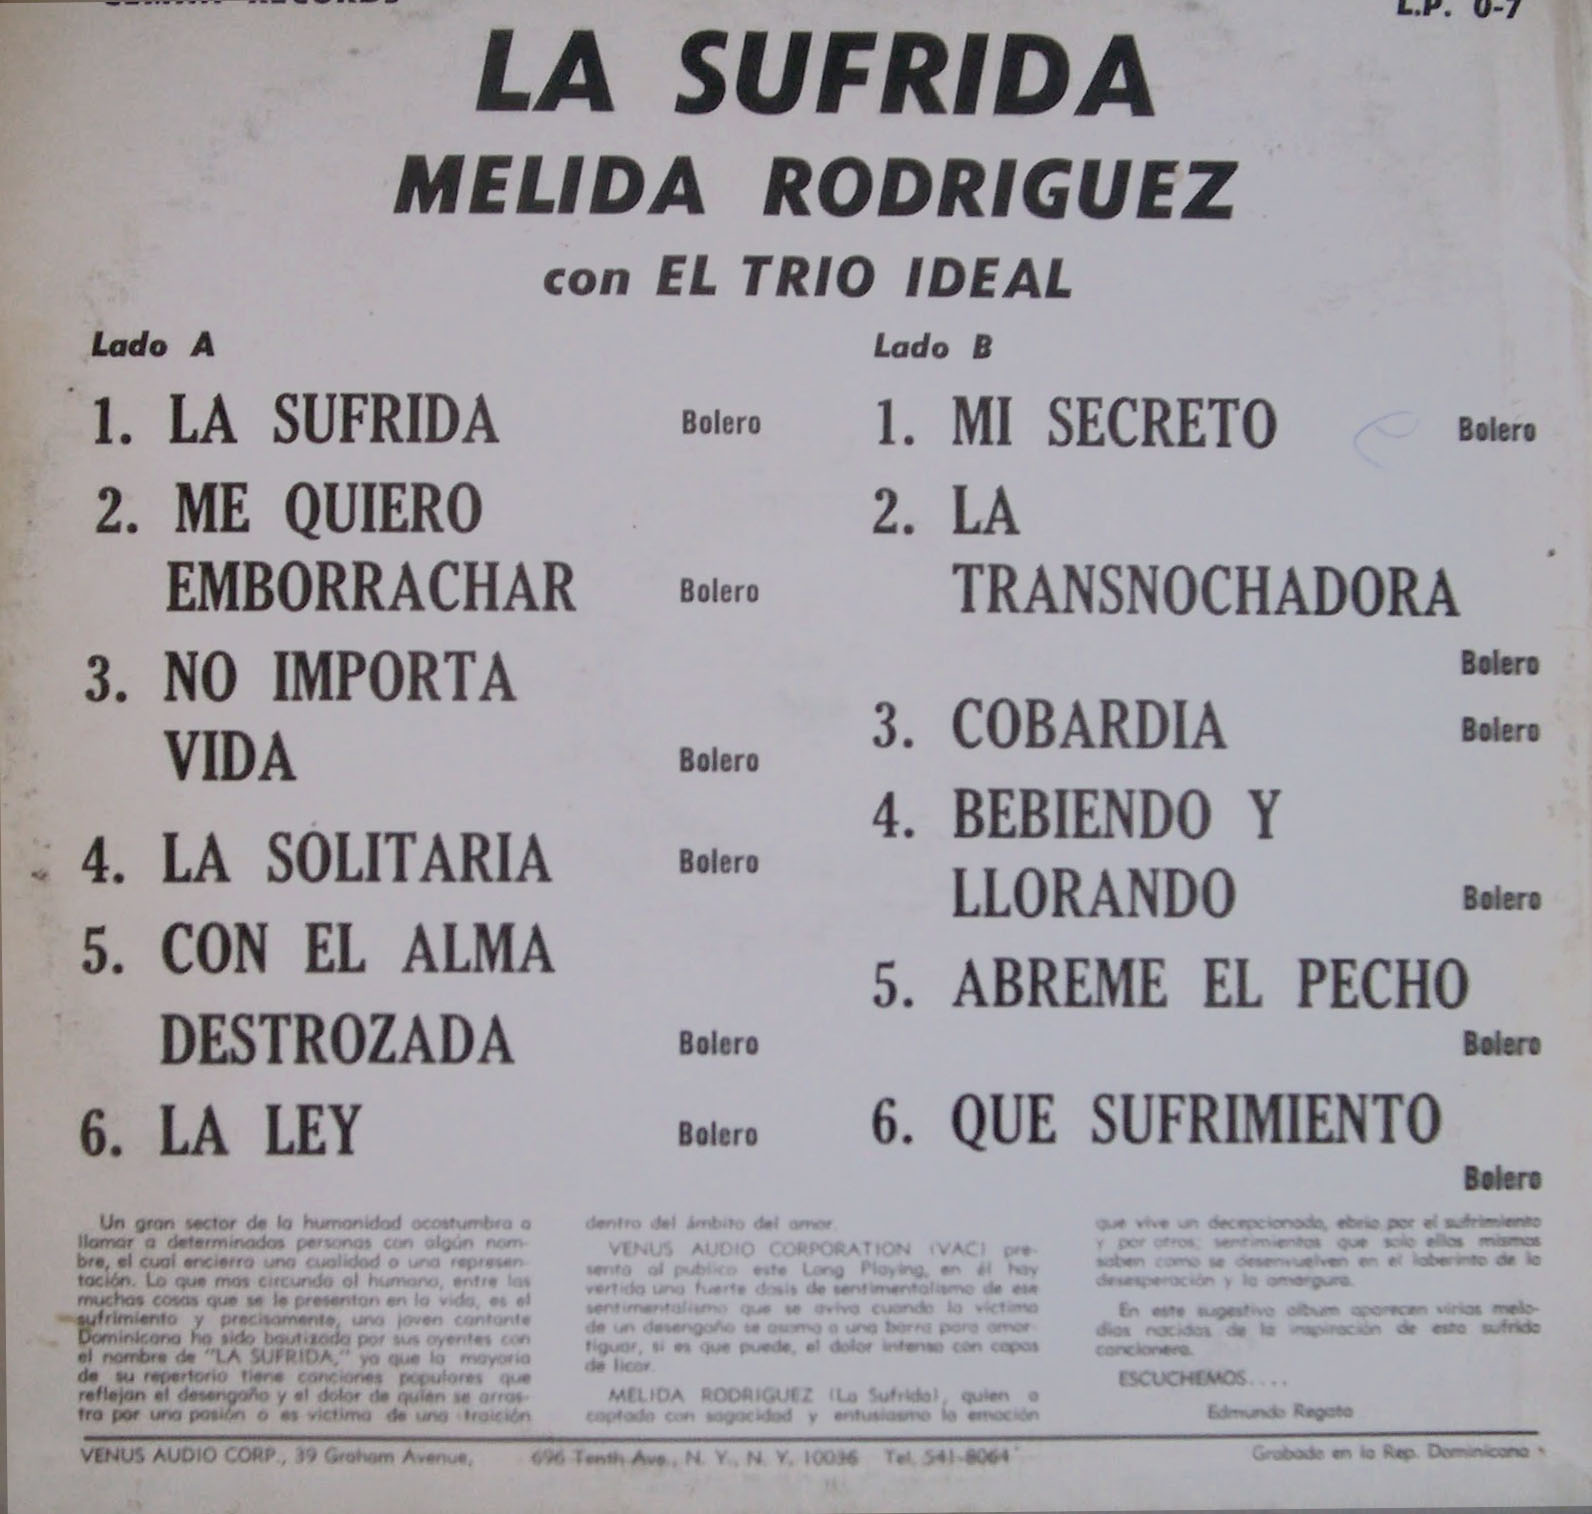 RECORDS
L.P. 0-7
LA SUFRIDA
MELIDA RODRIGUEZ
con EL TRIO IDEAL
Lado A
1. LA SUFRIDA Bolero
2. ME QUIERO
EMBORRACHAR Bolero
3. NO IMPORTA
VIDA Bolero
4. LA SOLITARIA Bolero
5. CON EL ALMA
DESTROZADA Bolero
6. LA LEY Bolero
Lado B
1. MI SECRETO Bolero
2. LA
TRANSNOCHADORA
Bolero
3. COBARDIA Bolero
4. BEBIENDO Y
LLORANDO Bolero
5. ABREME EL PECHO
Bolero
6. QUE SUFRIMIENTO
Bolero
Un gran sector de la humanidad acostumbra a
llamar a determinadas personas con algún nom-
bre, el cual encierra una cualidad o una represen-
tación. Lo que mas circunda al humano, entre las
muchas cosas que se le presentan en la vida, es el
sufrimiento y precisamente, una joven cantante
Dominicana ha sido bautizada por sus oyentes con
el nombre de "LA SUFRIDA," ya que la mayoria
de su repertorio tiene canciones populares que
reflejan el desengaño y el dolor de quien se arras-
tra por una pasión o es victima de una traición
dentro del ámbito del amor.
VENUS AUDIO CORPORATION (VAC) pre-
senta al publico este Long Playing, en él hay
vertida una fuerte dosis de sentimentalismo de ese
sentimentalismo que se aviva cuando la victima
de un desengaño se asoma a una barra para amor-
tiguar, si es que puede, el dolor intenso con copas
de licor.
MELIDA RODRIGUEZ (La Sufrida), quien a
captado con sagacidad y entusiasmo la emoción
que vive un decepcionado, ebrio por el sufrimiento
y por otros; sentimientos que solo ellos mismos
saben como se desenvuelven en el laberinto de la
desesperación y la amargura.
En este sugestivo album aparecen virias melo-
dias nacidas de la inspiración de esta sufrida
cancionera.
ESCUCHEMOS....
Edmundo Regato
VENUS AUDIO CORP., 39 Graham Avenue, 696 Tenth Ave., N. Y., N. Y. 10036 Tel. 541-8064
Grabado en la Rep. Dominicana